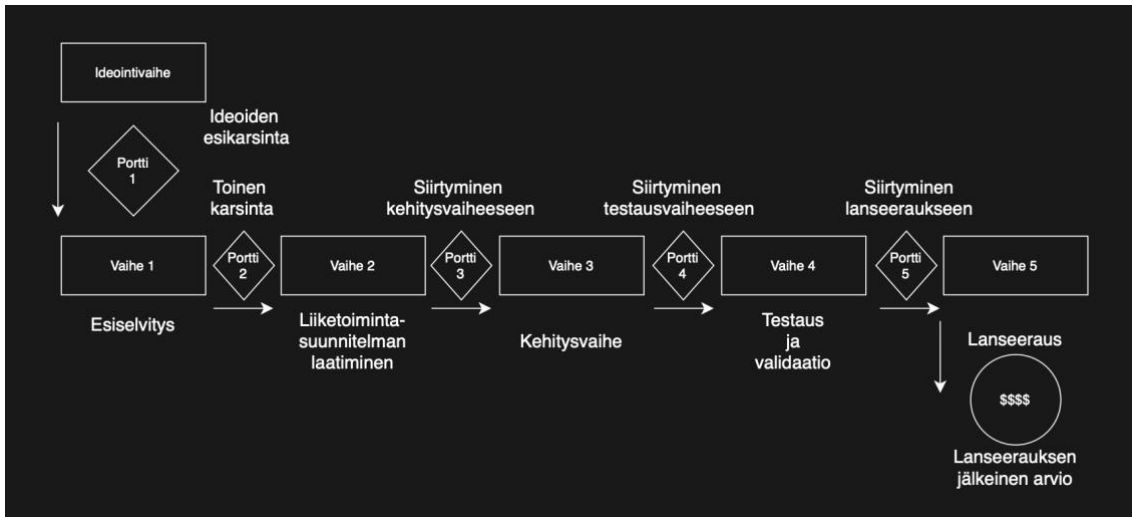 Ideointivaihe
Ideoiden
esikarsinta
Portti
1
Toinen
karsinta
Siirtyminen
kehitysvaiheeseen
Siirtyminen
testausvaiheeseen
Siirtyminen
lanseeraukseen
Vaihe 1
Portti
2
Vaihe 2
Portti
3
Vaihe 3
Portti
4
Vaihe 4
Portti
5
Vaihe 5
Esiselvitys
Liiketoiminta-
suunnitelman
laatiminen
Kehitysvaihe
Testaus
ja
validaatio
Lanseeraus
$$$$
Lanseerauksen
jälkeinen arvio